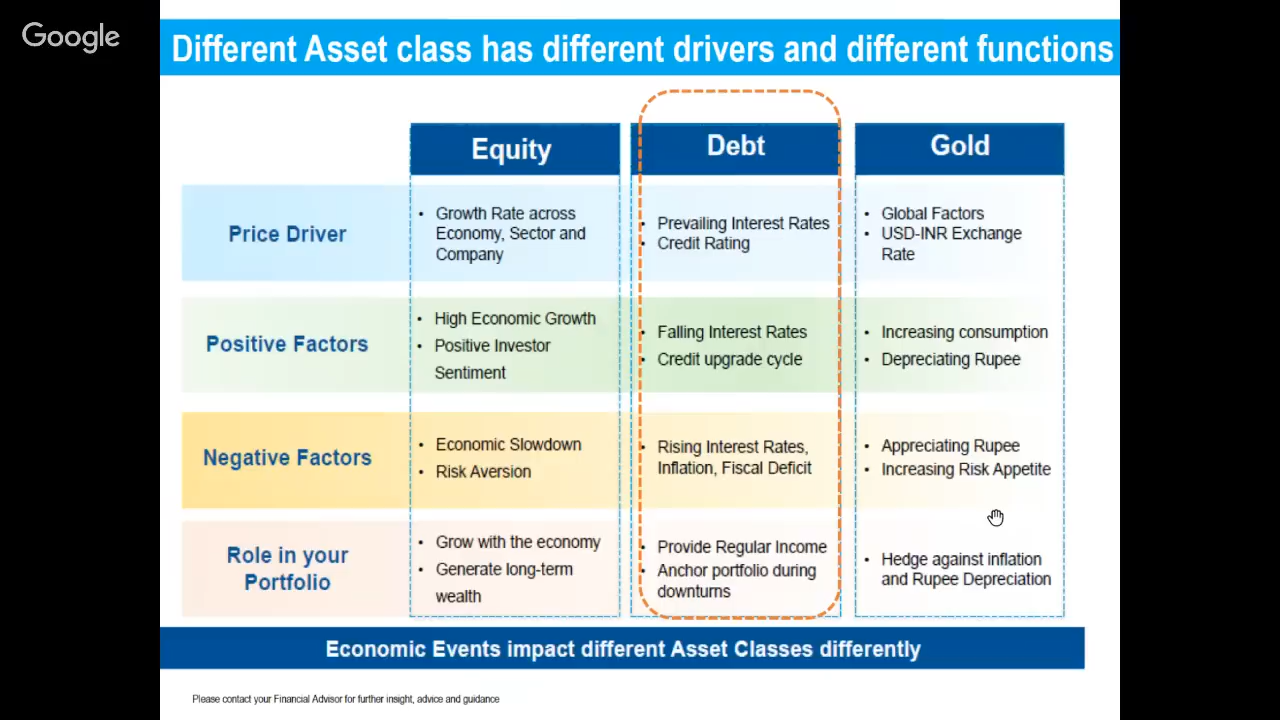 Google
Different Asset class has different drivers and different functions
Equity
Debt
Gold
Price Driver
• Growth Rate across
Economy, Sector and
Company
• Prevailing Interest Rates
• Credit Rating
• Global Factors
• USD-INR Exchange
Rate
Positive Factors
• High Economic Growth
• Positive Investor
Sentiment
• Falling Interest Rates
• Credit upgrade cycle
• Increasing consumption
• Depreciating Rupee
Negative Factors
• Economic Slowdown
• Risk Aversion
• Rising Interest Rates,
Inflation, Fiscal Deficit
• Appreciating Rupee
• Increasing Risk Appetite
Role in your
Portfolio
• Grow with the economy
• Generate long-term
wealth
• Provide Regular Income
• Anchor portfolio during
downturns
• Hedge against inflation
and Rupee Depreciation
Economic Events impact different Asset Classes differently
Please contact your Financial Advisor for further insight, advice and guidance